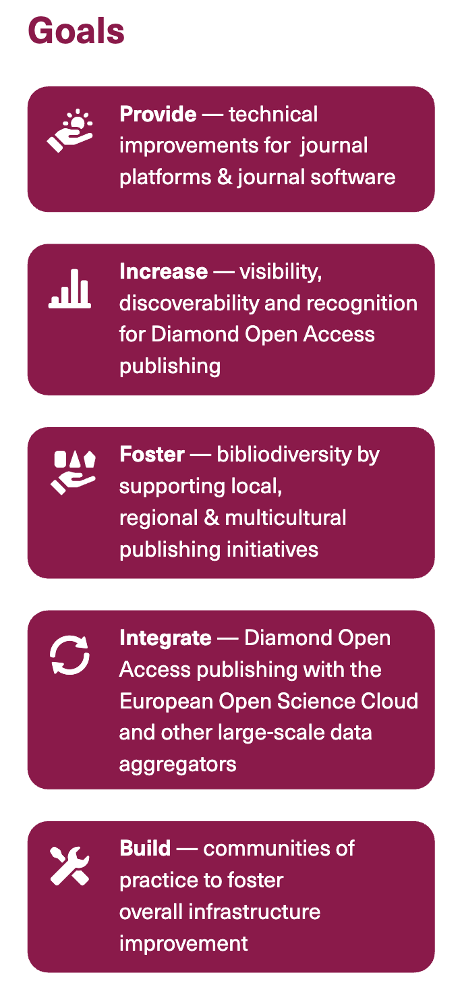 Goals
Provide — technical
improvements for  journal
platforms & journal software
Increase — visibility,
discoverability and recognition
for Diamond Open Access
publishing
Foster — bibliodiversity by
supporting local,
regional & multicultural
publishing initiatives
Integrate — Diamond Open
Access publishing with the
European Open Science Cloud
and other large-scale data
aggregators
Build — communities of
practice to foster
overall infrastructure
improvement